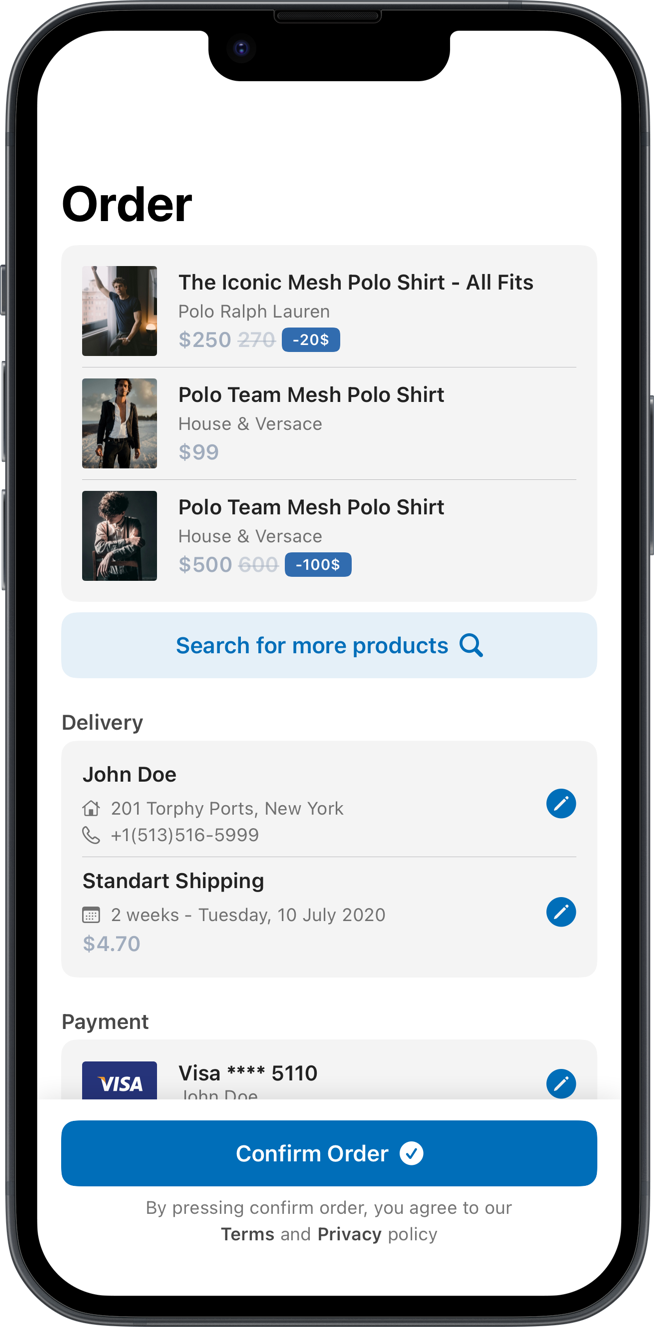 Order
The Iconic Mesh Polo Shirt - All Fits
Polo Ralph Lauren
$250 270 -20$
Polo Team Mesh Polo Shirt
House & Versace
$99
Polo Team Mesh Polo Shirt
House & Versace
$500 600 -100$
Search for more products
Delivery
John Doe
201 Torphy Ports, New York
+1(513)516-5999
Standart Shipping
2 weeks - Tuesday, 10 July 2020
$4.70
Payment
VISA
Visa **** 5110
John Doe
Confirm Order
By pressing confirm order, you agree to our
Terms and Privacy policy